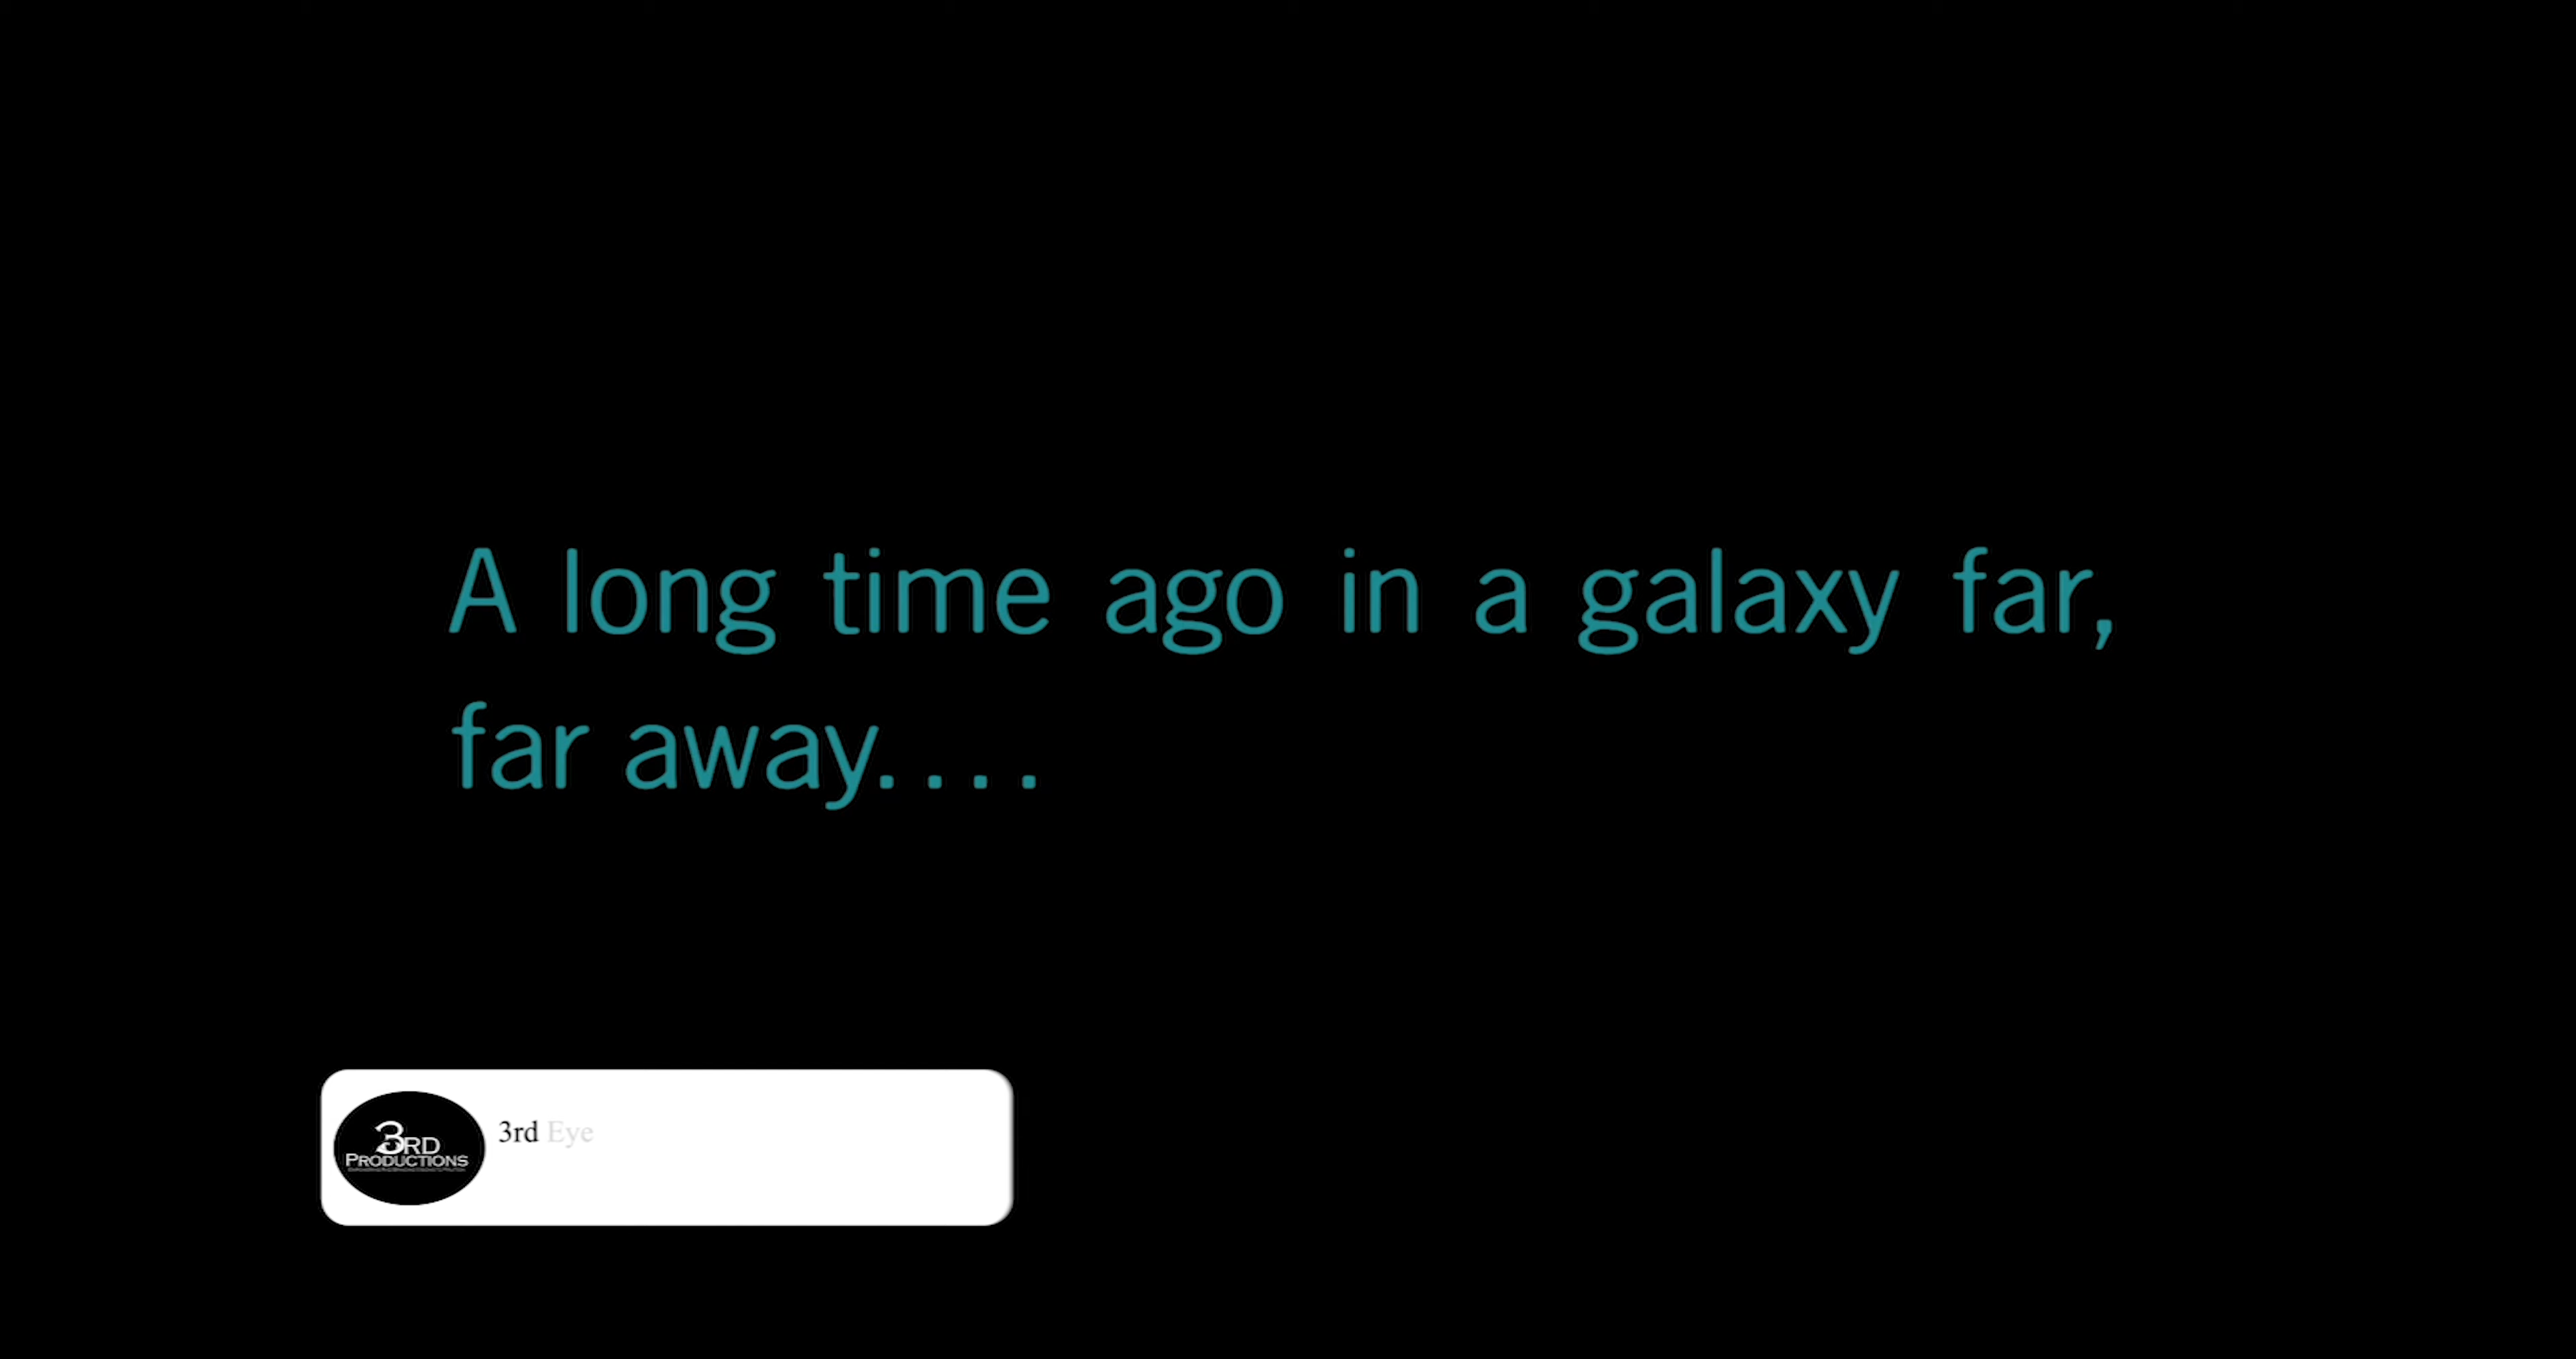 A long time ago in a galaxy far,
far away....
3RD
PRODUCTIONS
3rd Eye